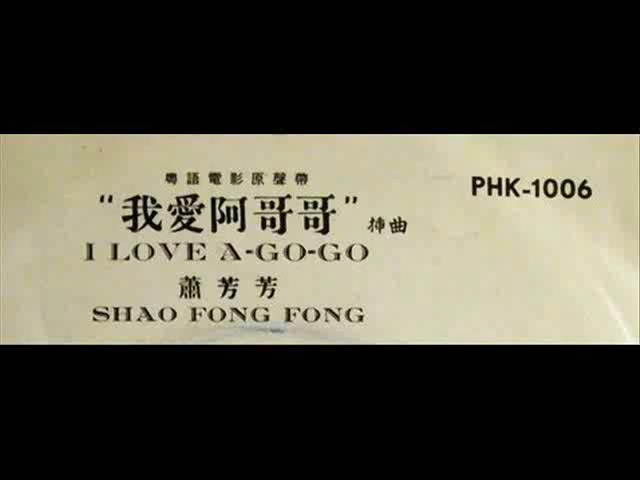 粵語電影原聲帶
PHK-1006
"我愛阿哥哥" 揷曲
I LOVE A-GO-GO
蕭芳芳
SHAO FONG FONG